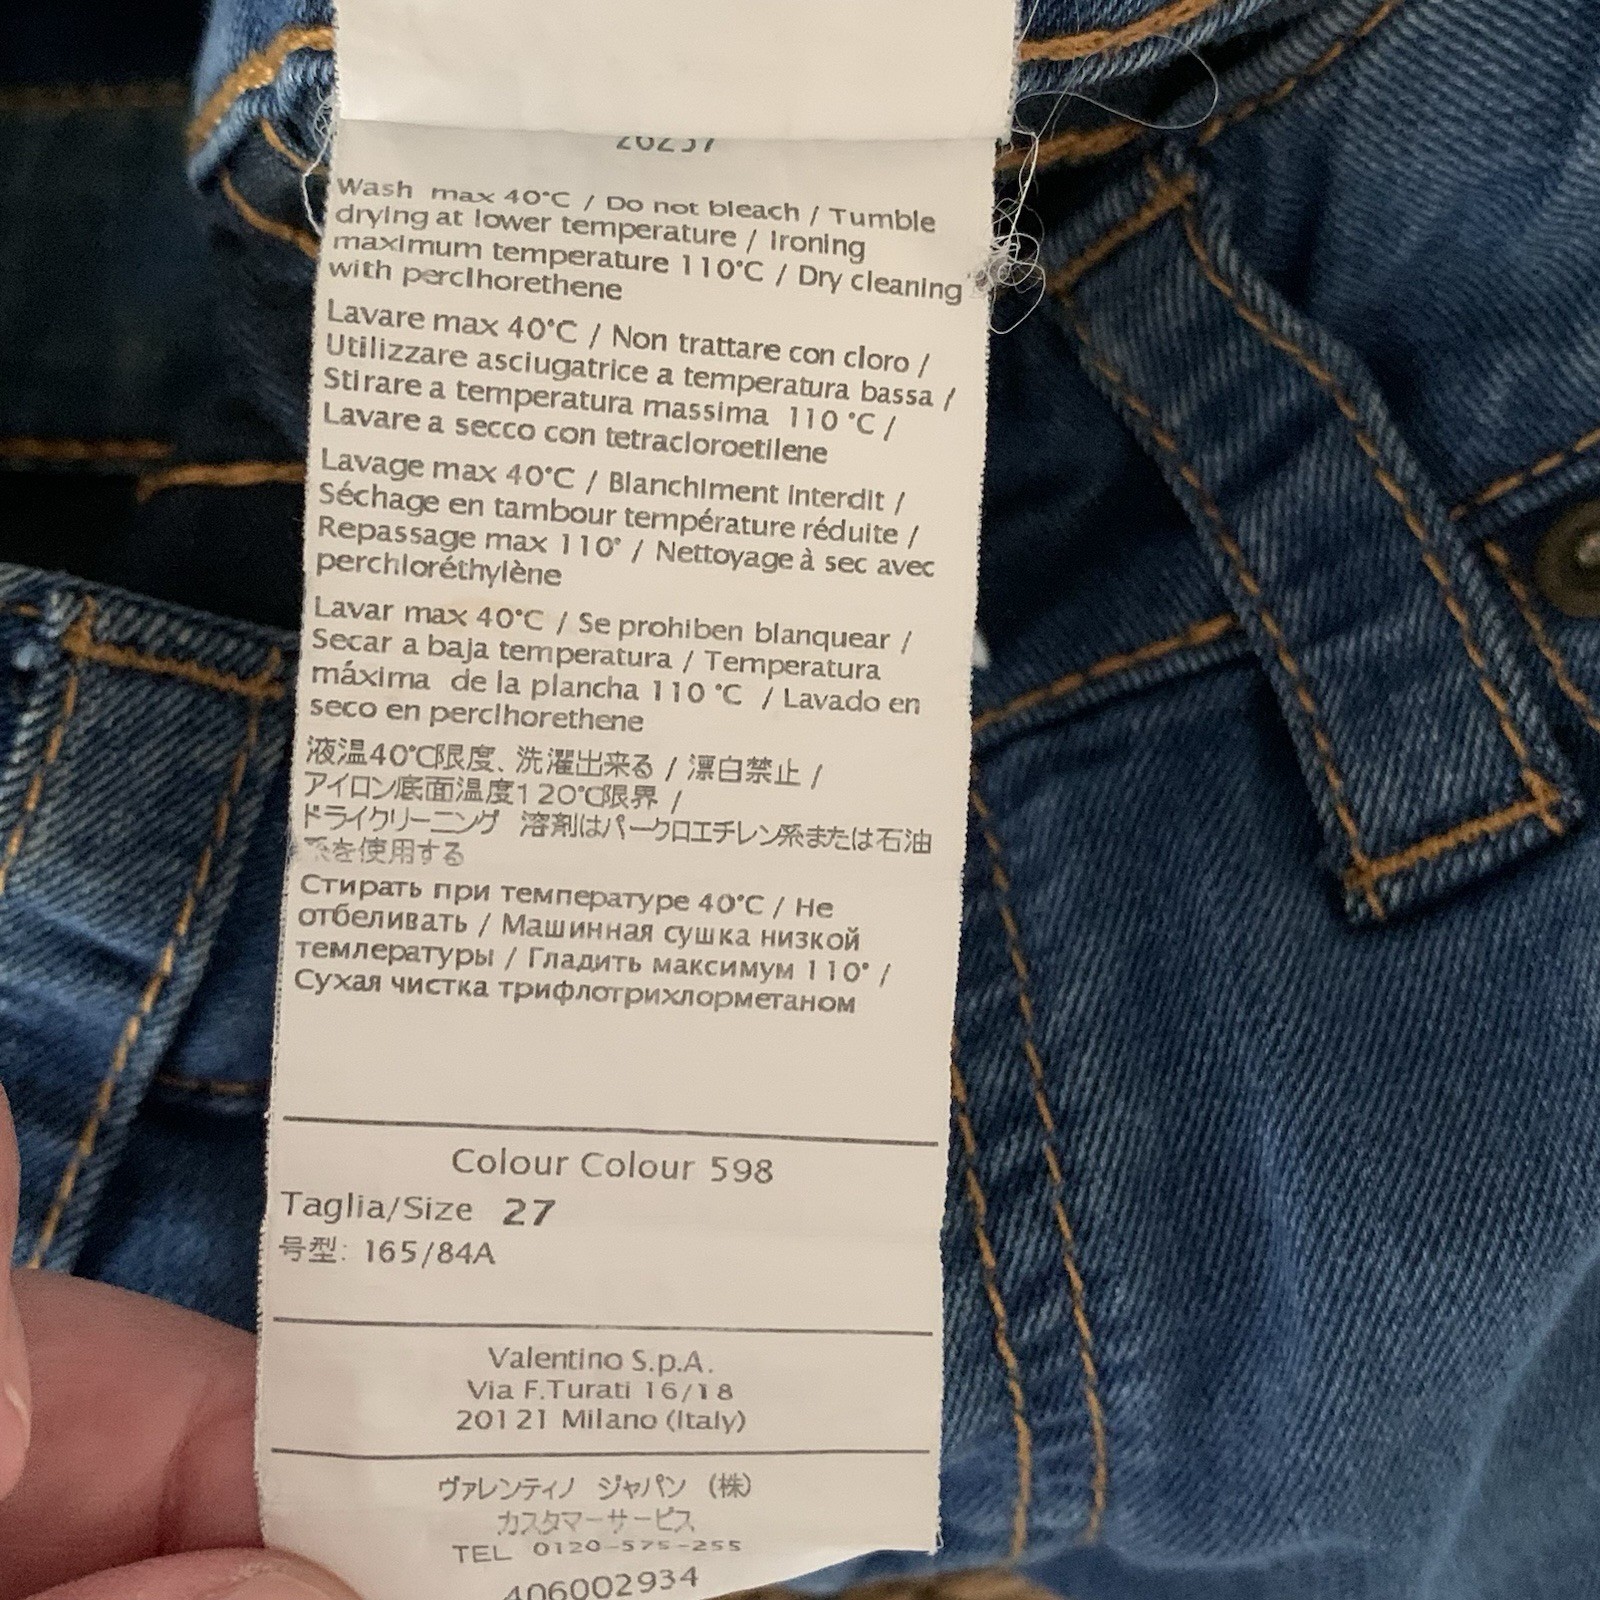 Wash max 40°C / Do not bleach / Tumble
drying at lower temperature / Ironing
maximum temperature 110°C / Dry cleaning
with perclhorethene
Lavare max 40°C / Non trattare con cloro /
Utilizzare asciugatrice a temperatura bassa /
Stirare a temperatura massima 110 °C /
Lavare a secco con tetracloroetilene
Lavage max 40°C / Blanchiment interdit /
Séchage en tambour température réduite /
Repassage max 110° / Nettoyage à sec avec
perchloréthylène
Lavar max 40°C / Se prohiben blanquear /
Secar a baja temperatura / Temperatura
máxima de la plancha 110 °C / Lavado en
seco en perclhorethene
液温40℃限度、洗濯出来る / 漂白禁止 /
アイロン底面温度120℃限界 /
ドライクリーニング 溶剤はパークロエチレン系または石油
系を使用する
Стирать при температуре 40°C / Не
отбеливать / Машинная сушка низкой
темлературы / Гладить максимум 110° /
Сухая чистка трифлотрихлорметаном
Colour Colour 598
Taglia/Size 27
号型: 165/84A
Valentino S.p.A.
Via F.Turati 16/18
20121 Milano (Italy)
ヴァレンティノ ジャパン (株)
カスタマーサービス
TEL 0120-575-255
406002934